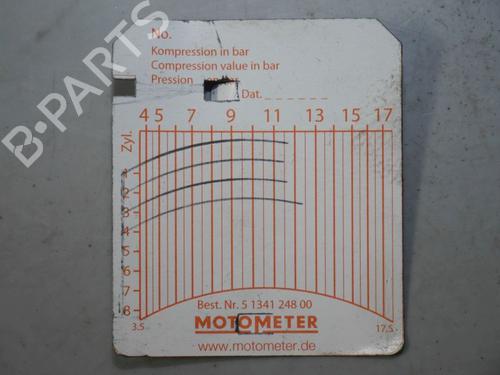 B-PARTS
No.
Kompression in bar
Compression value in bar
Pression
Dat.
4 5 7 9 11 13 15 17
Zyl.
2
3
4
5
6
7
8
3.5
17.5
Best. Nr. 5 1341 248 00
MOTOMETER
www.motometer.de